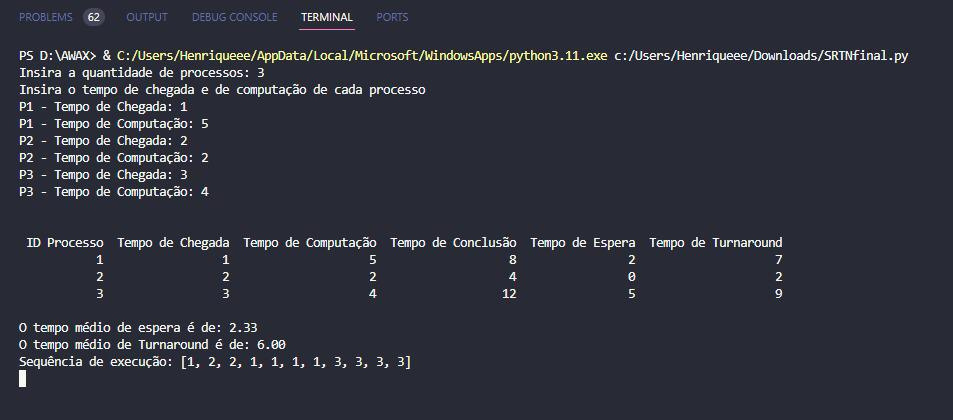 PROBLEMS 62 OUTPUT DEBUG CONSOLE TERMINAL PORTS
PS D:\AWAX> & C:/Users/Henriqueee/AppData/Local/Microsoft/WindowsApps/python3.11.exe c:/Users/Henriqueee/Downloads/SRTNfinal.py
Insira a quantidade de processos: 3
Insira o tempo de chegada e de computação de cada processo
P1 - Tempo de Chegada: 1
P1 - Tempo de Computação: 5
P2 - Tempo de Chegada: 2
P2 - Tempo de Computação: 2
P3 - Tempo de Chegada: 3
P3 - Tempo de Computação: 4
ID Processo Tempo de Chegada Tempo de Computação Tempo de Conclusão Tempo de Espera Tempo de Turnaround
1 1 5 8 2 7
2 2 2 4 0 2
3 3 4 12 5 9
O tempo médio de espera é de: 2.33
O tempo médio de Turnaround é de: 6.00
Sequência de execução: [1, 2, 2, 1, 1, 1, 1, 3, 3, 3, 3]